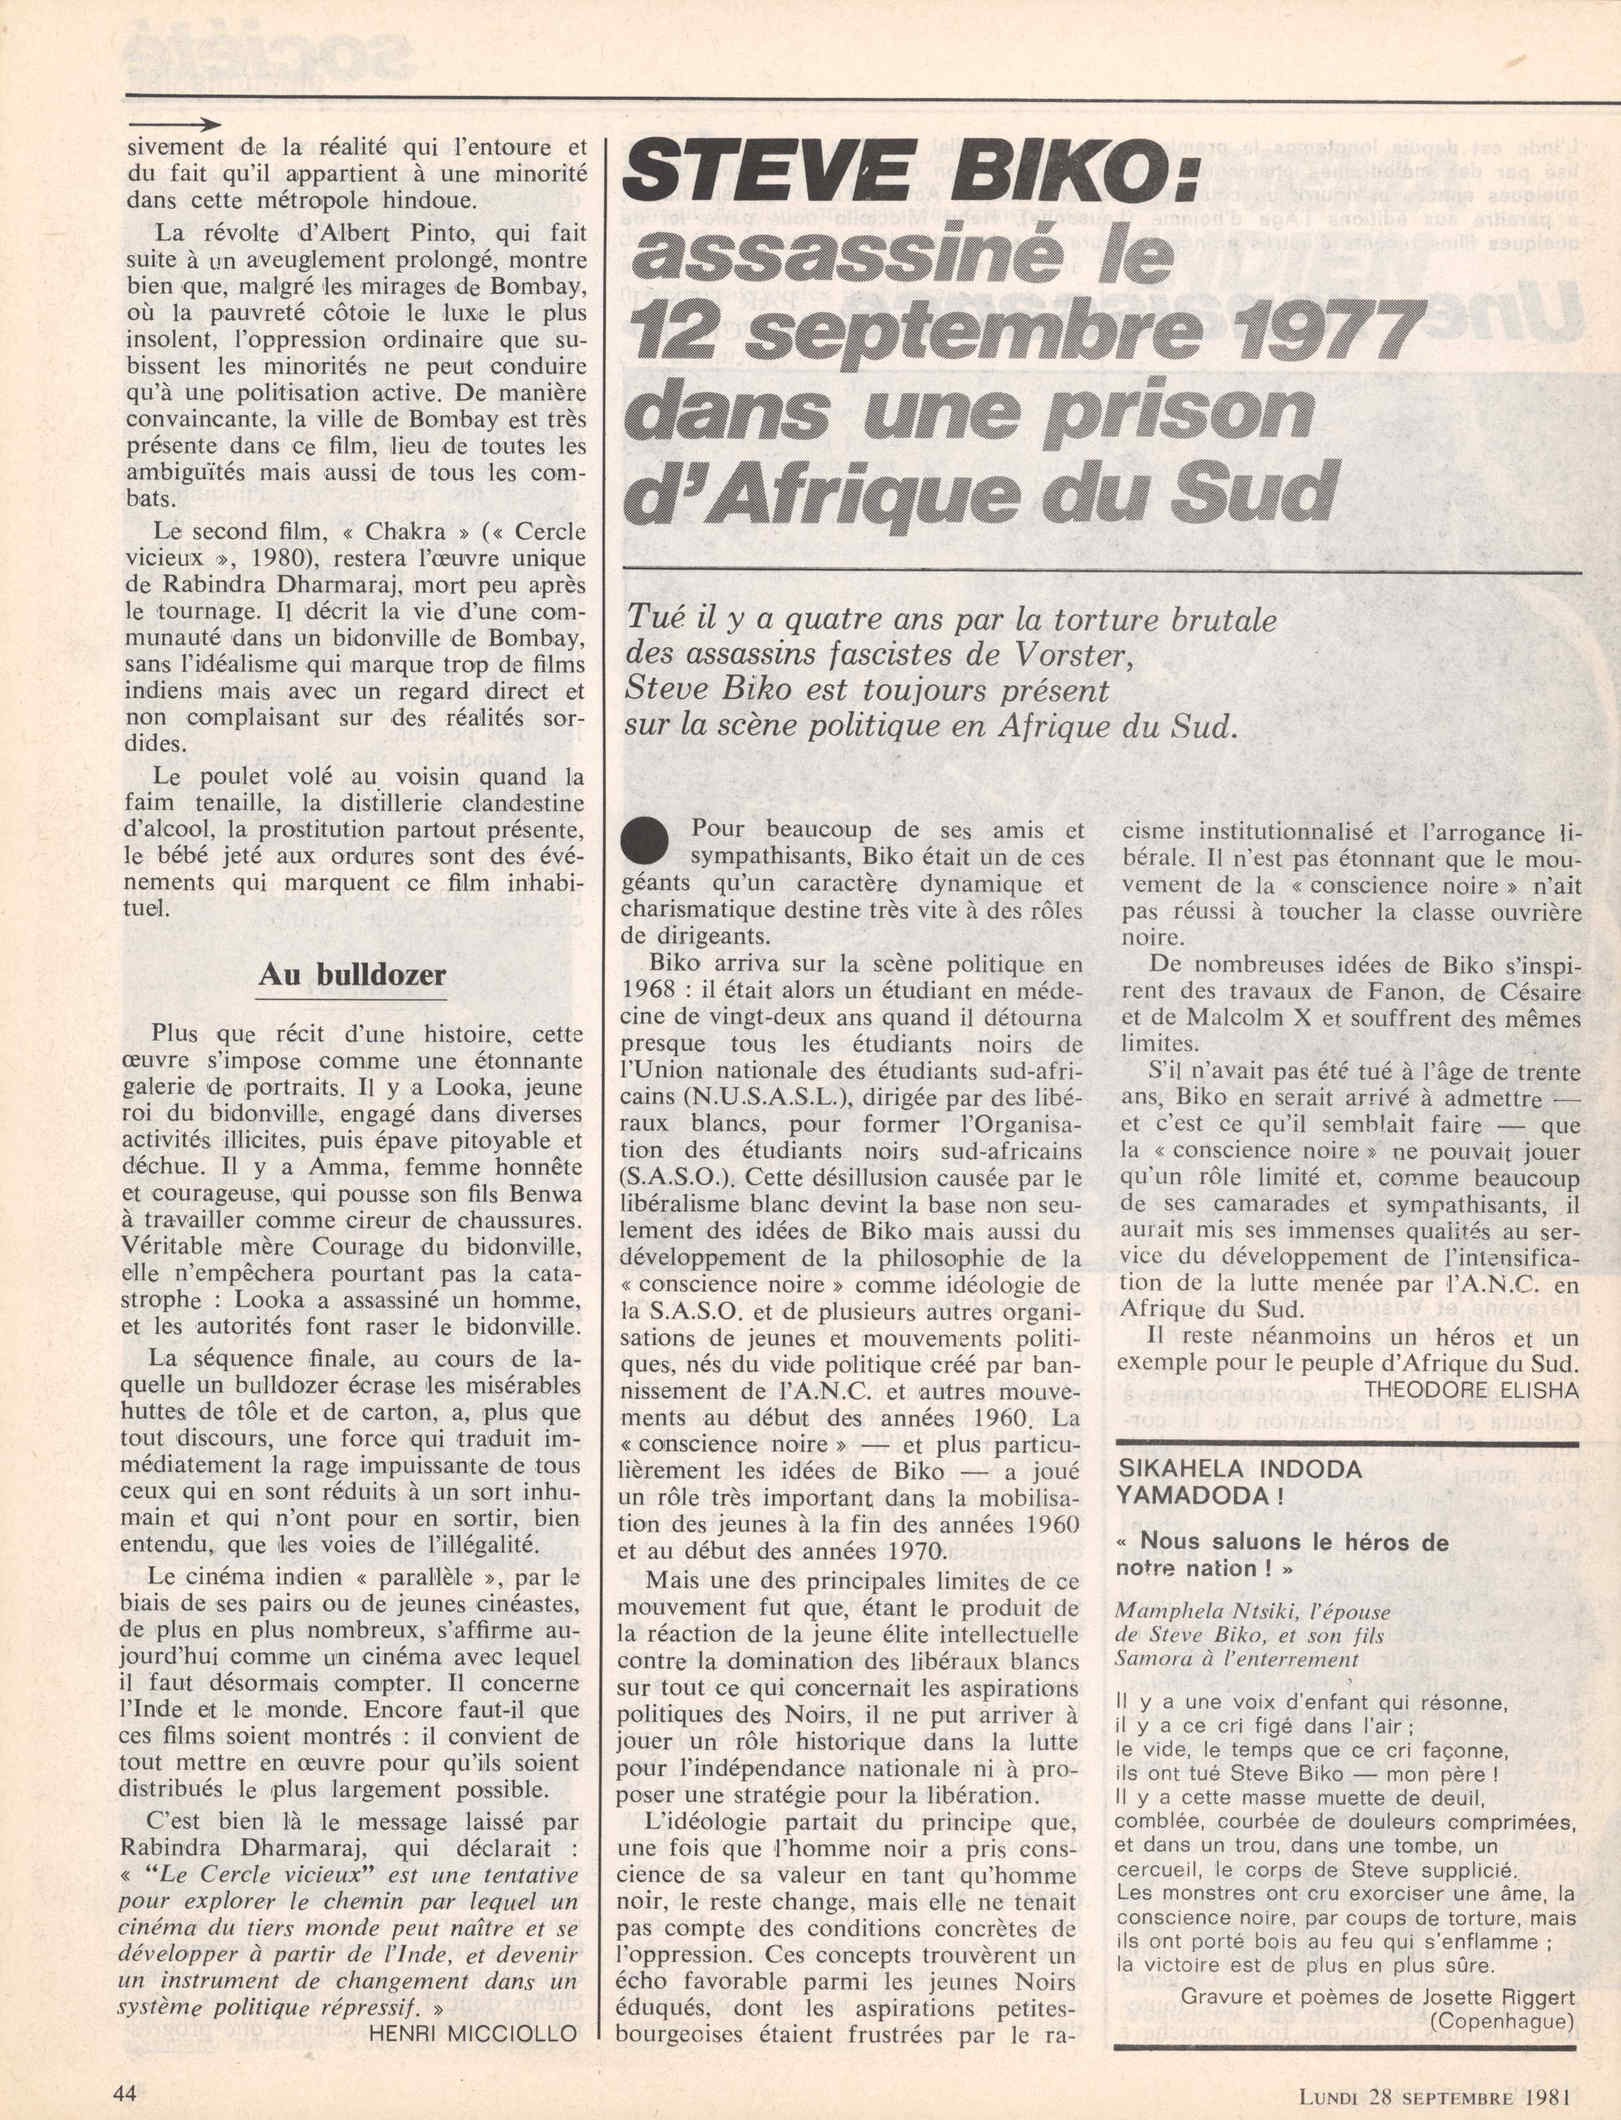 sivement de la réalité qui l'entoure et
du fait qu'il appartient à une minorité
dans cette métropole hindoue.
La révolte d'Albert Pinto, qui fait
suite à un aveuglement prolongé, montre
bien que, malgré les mirages de Bombay,
où la pauvreté côtoie le luxe le plus
insolent, l'oppression ordinaire que su-
bissent les minorités ne peut conduire
qu'à une politisation active. De manière
convaincante, la ville de Bombay est très
présente dans ce film, lieu de toutes les
ambiguïtés mais aussi de tous les com-
bats.
Le second film, « Chakra » (« Cercle
vicieux », 1980), restera l'œuvre unique
de Rabindra Dharmaraj, mort peu après
le tournage. Il décrit la vie d'une com-
munauté dans un bidonville de Bombay,
sans l'idéalisme qui marque trop de films
indiens mais avec un regard direct et
non complaisant sur des réalités sor-
dides.
Le poulet volé au voisin quand la
faim tenaille, la distillerie clandestine
d'alcool, la prostitution partout présente,
le bébé jeté aux ordures sont des évé-
nements qui marquent ce film inhabi-
tuel.
Au bulldozer
Plus que récit d'une histoire, cette
œuvre s'impose comme une étonnante
galerie de portraits. Il y a Looka, jeune
roi du bidonville, engagé dans diverses
activités illicites, puis épave pitoyable et
déchue. Il y a Amma, femme honnête
et courageuse, qui pousse son fils Benwa
à travailler comme cireur de chaussures.
Véritable mère Courage du bidonville,
elle n'empêchera pourtant pas la cata-
strophe : Looka a assassiné un homme,
et les autorités font raser le bidonville.
La séquence finale, au cours de la-
quelle un bulldozer écrase les misérables
huttes de tôle et de carton, a, plus que
tout discours, une force qui traduit im-
médiatement la rage impuissante de tous
ceux qui en sont réduits à un sort inhu-
main et qui n'ont pour en sortir, bien
entendu, que les voies de l'illégalité.
Le cinéma indien « parallèle », par le
biais de ses pairs ou de jeunes cinéastes,
de plus en plus nombreux, s'affirme au-
jourd'hui comme un cinéma avec lequel
il faut désormais compter. Il concerne
l'Inde et le monde. Encore faut-il que
ces films soient montrés : il convient de
tout mettre en œuvre pour qu'ils soient
distribués le plus largement possible.
C'est bien là le message laissé par
Rabindra Dharmaraj, qui déclarait :
« “Le Cercle vicieux” est une tentative
pour explorer le chemin par lequel un
cinéma du tiers monde peut naître et se
développer à partir de l'Inde, et devenir
un instrument de changement dans un
système politique répressif. »
HENRI MICCIOLLO
STEVE BIKO:
assassiné le
12 septembre 1977
dans une prison
d'Afrique du Sud
Tué il y a quatre ans par la torture brutale
des assassins fascistes de Vorster,
Steve Biko est toujours présent
sur la scène politique en Afrique du Sud.
Pour beaucoup de ses amis et
sympathisants, Biko était un de ces
géants qu'un caractère dynamique et
charismatique destine très vite à des rôles
de dirigeants.
Biko arriva sur la scène politique en
1968 : il était alors un étudiant en méde-
cine de vingt-deux ans quand il détourna
presque tous les étudiants noirs de
l'Union nationale des étudiants sud-afri-
cains (N.U.S.A.S.L.), dirigée par des libé-
raux blancs, pour former l'Organisa-
tion des étudiants noirs sud-africains
(S.A.S.O.). Cette désillusion causée par le
libéralisme blanc devint la base non seu-
lement des idées de Biko mais aussi du
développement de la philosophie de la
« conscience noire » comme idéologie de
la S.A.S.O. et de plusieurs autres organi-
sations de jeunes et mouvements politi-
ques, nés du vide politique créé par ban-
nissement de l'A.N.C. et autres mouve-
ments au début des années 1960. La
« conscience noire » — et plus particu-
lièrement les idées de Biko — a joué
un rôle très important dans la mobilisa-
tion des jeunes à la fin des années 1960
et au début des années 1970.
Mais une des principales limites de ce
mouvement fut que, étant le produit de
la réaction de la jeune élite intellectuelle
contre la domination des libéraux blancs
sur tout ce qui concernait les aspirations
politiques des Noirs, il ne put arriver à
jouer un rôle historique dans la lutte
pour l'indépendance nationale ni à pro-
poser une stratégie pour la libération.
L'idéologie partait du principe que,
une fois que l'homme noir a pris cons-
cience de sa valeur en tant qu'homme
noir, le reste change, mais elle ne tenait
pas compte des conditions concrètes de
l'oppression. Ces concepts trouvèrent un
écho favorable parmi les jeunes Noirs
éduqués, dont les aspirations petites-
bourgeoises étaient frustrées par le ra-
cisme institutionnalisé et l'arrogance li-
bérale. Il n'est pas étonnant que le mou-
vement de la « conscience noire » n'ait
pas réussi à toucher la classe ouvrière
noire.
De nombreuses idées de Biko s'inspi-
rent des travaux de Fanon, de Césaire
et de Malcolm X et souffrent des mêmes
limites.
S'il n'avait pas été tué à l'âge de trente
ans, Biko en serait arrivé à admettre —
et c'est ce qu'il semblait faire — que
la « conscience noire » ne pouvait jouer
qu'un rôle limité et, comme beaucoup
de ses camarades et sympathisants, il
aurait mis ses immenses qualités au ser-
vice du développement de l'intensifica-
tion de la lutte menée par l'A.N.C. en
Afrique du Sud.
Il reste néanmoins un héros et un
exemple pour le peuple d'Afrique du Sud.
THEODORE ELISHA
SIKAHELA INDODA
YAMADODA !
« Nous saluons le héros de
notre nation ! »
Mamphela Ntsiki, l'épouse
de Steve Biko, et son fils
Samora à l'enterrement
Il y a une voix d'enfant qui résonne,
il y a ce cri figé dans l'air ;
le vide, le temps que ce cri façonne,
ils ont tué Steve Biko — mon père !
Il y a cette masse muette de deuil,
comblée, courbée de douleurs comprimées,
et dans un trou, dans une tombe, un
cercueil, le corps de Steve supplicié.
Les monstres ont cru exorciser une âme, la
conscience noire, par coups de torture, mais
ils ont porté bois au feu qui s'enflamme ;
la victoire est de plus en plus sûre.
Gravure et poèmes de Josette Riggert
(Copenhague)
44
LUNDI 28 SEPTEMBRE 1981